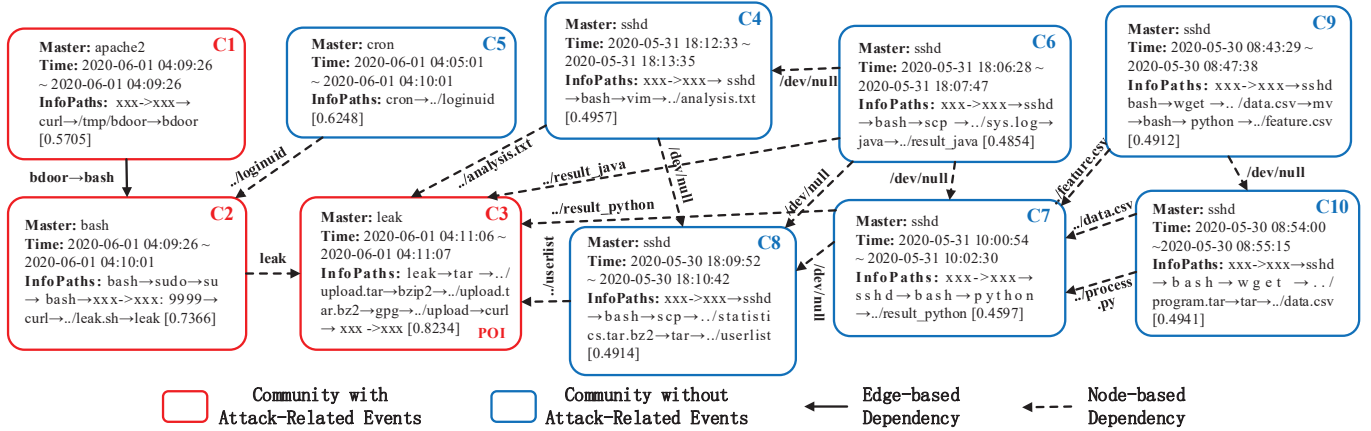 C1
Master: apache2
Time: 2020-06-01 04:09:26
~ 2020-06-01 04:09:26
InfoPaths: xxx->xxx→
curl→/tmp/bdoor→bdoor
[0.5705]
C5
Master: cron
Time: 2020-06-01 04:05:01
~ 2020-06-01 04:10:01
InfoPaths: cron→../loginuid
[0.6248]
C4
Master: sshd
Time: 2020-05-31 18:12:33 ~
2020-05-31 18:13:35
InfoPaths: xxx->xxx→ sshd
→bash→vim→../analysis.txt
[0.4957]
C6
Master: sshd
Time: 2020-05-31 18:06:28 ~
2020-05-31 18:07:47
InfoPaths: xxx->xxx→sshd
→bash→scp →../sys.log→
java→../result_java [0.4854]
C9
Master: sshd
Time: 2020-05-30 08:43:29 ~
2020-05-30 08:47:38
InfoPaths: xxx->xxx→sshd
bash→wget →../data.csv→mv
→bash→ python →../feature.csv
[0.4912]
/dev/null
bdoor→bash
../loginuid
../analysis.txt
../result_java
/dev/null
/dev/null
/dev/null
../feature.csv
/dev/null
C2
Master: bash
Time: 2020-06-01 04:09:26 ~
2020-06-01 04:10:01
InfoPaths: bash→sudo→su
→ bash→xxx->xxx: 9999→
curl→../leak.sh→leak [0.7366]
leak
C3
Master: leak
Time: 2020-06-01 04:11:06 ~
2020-06-01 04:11:07
InfoPaths: leak→tar →../
upload.tar→bzip2→../upload.t
ar.bz2→gpg→../upload→curl
→ xxx ->xxx [0.8234]
POI
../result_python
../userlist
C8
Master: sshd
Time: 2020-05-30 18:09:52
~ 2020-05-30 18:10:42
InfoPaths: xxx->xxx→sshd
→bash→scp→../statisti
cs.tar.bz2→tar→../userlist
[0.4914]
/dev/null
C7
Master: sshd
Time: 2020-05-31 10:00:54
~ 2020-05-31 10:02:30
InfoPaths: xxx->xxx→
sshd→bash→python
→../result_python
[0.4597]
../data.csv
../process
.py
C10
Master: sshd
Time: 2020-05-30 08:54:00
~2020-05-30 08:55:15
InfoPaths: xxx->xxx→sshd
→bash→wget →../
program.tar→tar→../data.csv
[0.4941]
Community with
Attack-Related Events
Community without
Attack-Related Events
Edge-based
Dependency
Node-based
Dependency